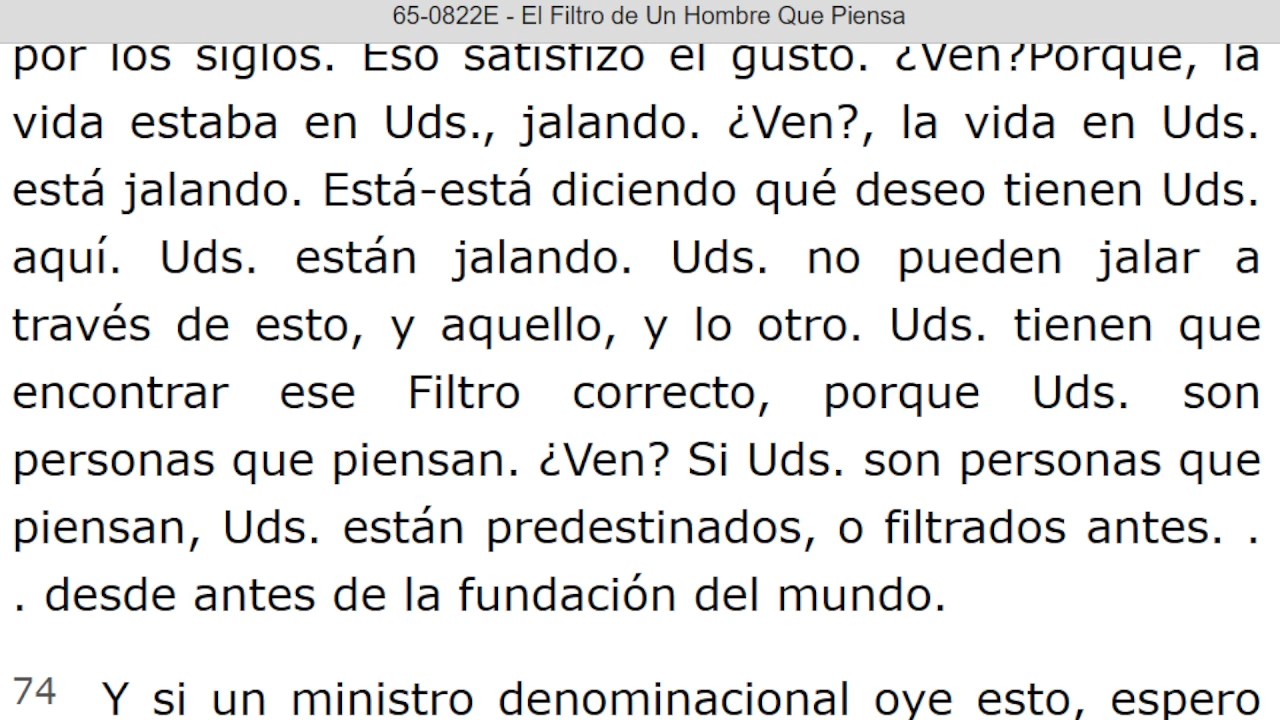 65-0822E - El Filtro de Un Hombre Que Piensa
por los siglos. Eso satisfizo el gusto. ¿Ven?Porque, la
vida estaba en Uds., jalando. ¿Ven?, la vida en Uds.
está jalando. Está-está diciendo qué deseo tienen Uds.
aquí. Uds. están jalando. Uds. no pueden jalar a
través de esto, y aquello, y lo otro. Uds. tienen que
encontrar ese Filtro correcto, porque Uds. son
personas que piensan. ¿Ven? Si Uds. son personas que
piensan, Uds. están predestinados, o filtrados antes. .
. desde antes de la fundación del mundo.
74 Y si un ministro denominacional oye esto, espero